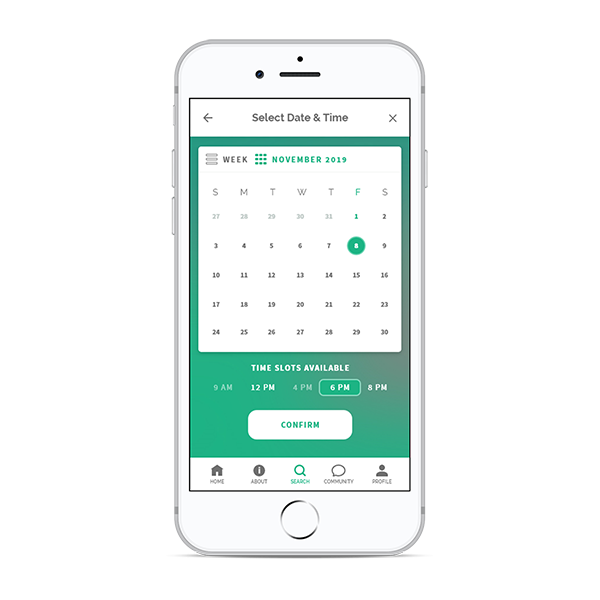 Select Date & Time
WEEK NOVEMBER 2019
S M T W T F S
27 28 29 30 31 1 2
3 4 5 6 7 8 9
10 11 12 13 14 15 16
17 18 19 20 21 22 23
24 25 26 27 28 29 30
TIME SLOTS AVAILABLE
9 AM 12 PM 4 PM 6 PM 8 PM
CONFIRM
HOME ABOUT SEARCH COMMUNITY PROFILE